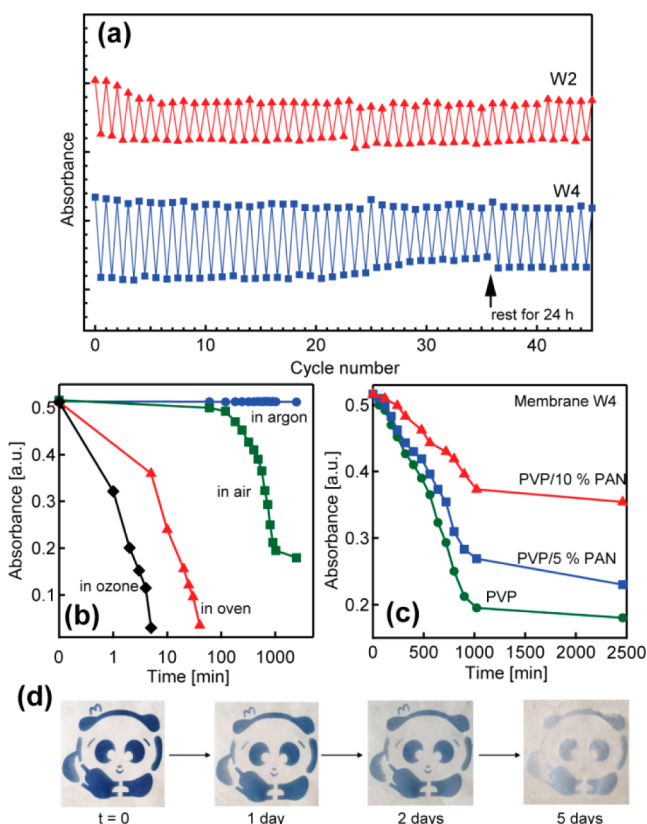 (a)
W2
W4
Absorbance
rest for 24 h
0 10 20 30 40
Cycle number
(b)
0.5
0.4
0.3
0.2
0.1
Absorbance [a.u.]
in argon
in air
in ozone
in oven
0 1 10 100 1000
Time [min]
(c)
Membrane W4
0.5
0.4
0.3
0.2
Absorbance [a.u.]
PVP/10 % PAN
PVP/5 % PAN
PVP
0 500 1000 1500 2000 2500
Time [min]
(d)
t = 0 1 day 2 days 5 days